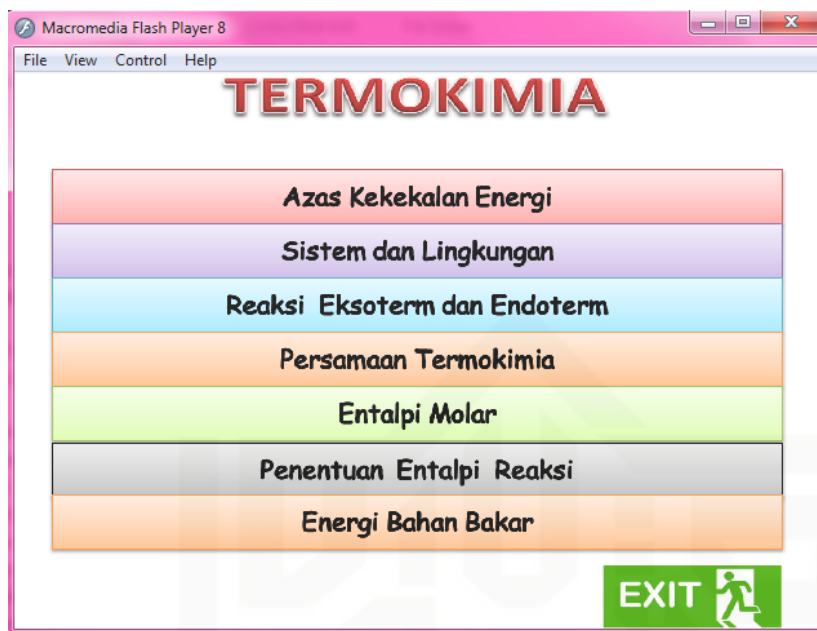 Macromedia Flash Player 8
File View Control Help
TERMOKIMIA
Azas Kekekalan Energi
Sistem dan Lingkungan
Reaksi Eksoterm dan Endoterm
Persamaan Termokimia
Entalpi Molar
Penentuan Entalpi Reaksi
Energi Bahan Bakar
EXIT